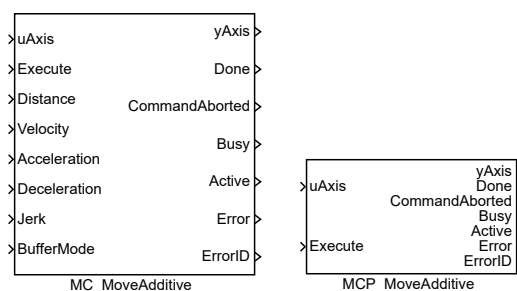 uAxis
Execute
Distance
Velocity
Acceleration
Deceleration
Jerk
BufferMode
yAxis
Done
CommandAborted
Busy
Active
Error
ErrorID
MC_MoveAdditive
uAxis
Execute
yAxis
Done
CommandAborted
Busy
Active
Error
ErrorID
MCP_MoveAdditive